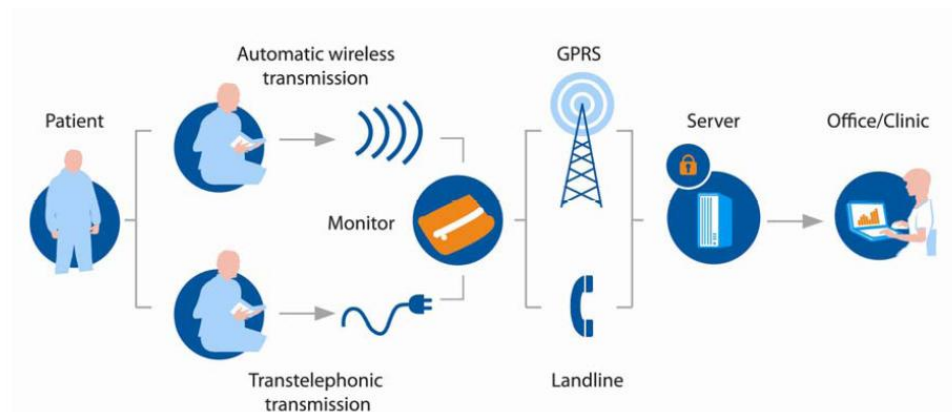 Automatic wireless
transmission
GPRS
Patient
Server
Office/Clinic
Monitor
Transtelephonic
transmission
Landline